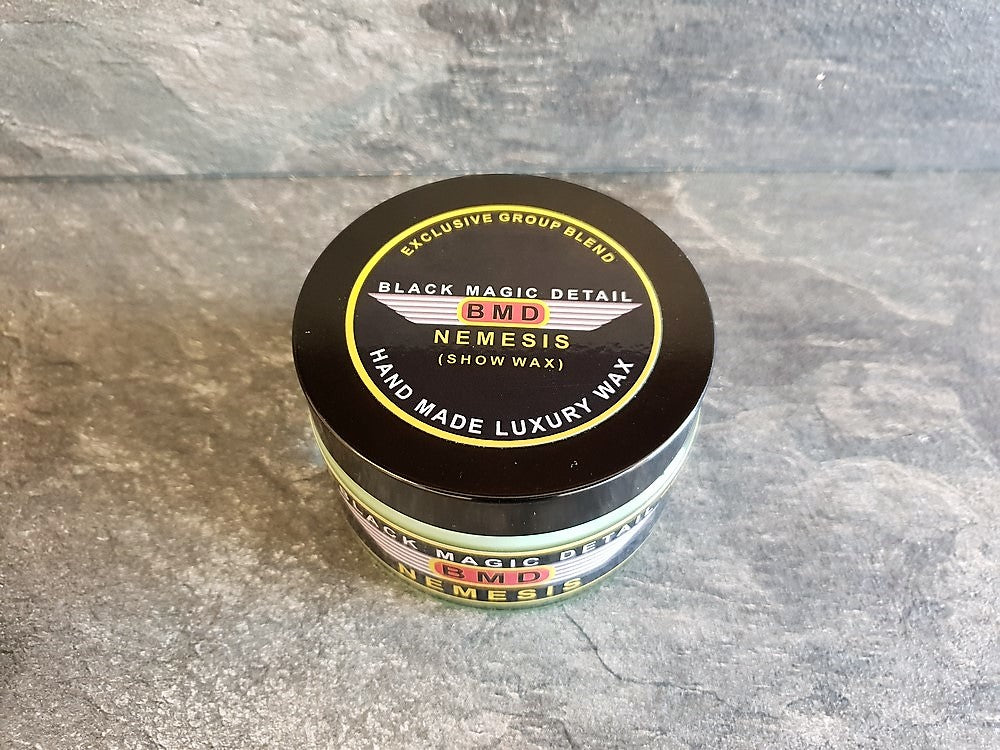 EXCLUSIVE GROUP BLEND
BLACK MAGIC DETAIL
BMD
NEMESIS
(SHOW WAX)
HAND MADE LUXURY WAX
BLACK MAGIC DETAIL
BMD
NEMESIS